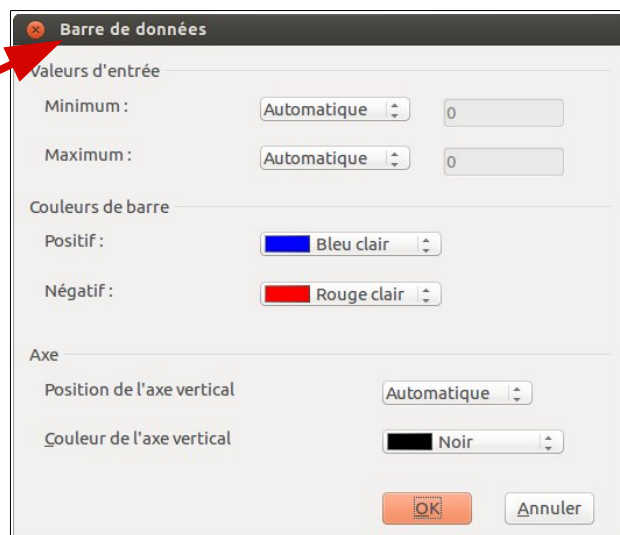 Barre de données
Valeurs d'entrée
Minimum : Automatique 0
Maximum : Automatique 0
Couleurs de barre
Positif : Bleu clair
Négatif : Rouge clair
Axe
Position de l'axe vertical Automatique
Couleur de l'axe vertical Noir
OK Annuler